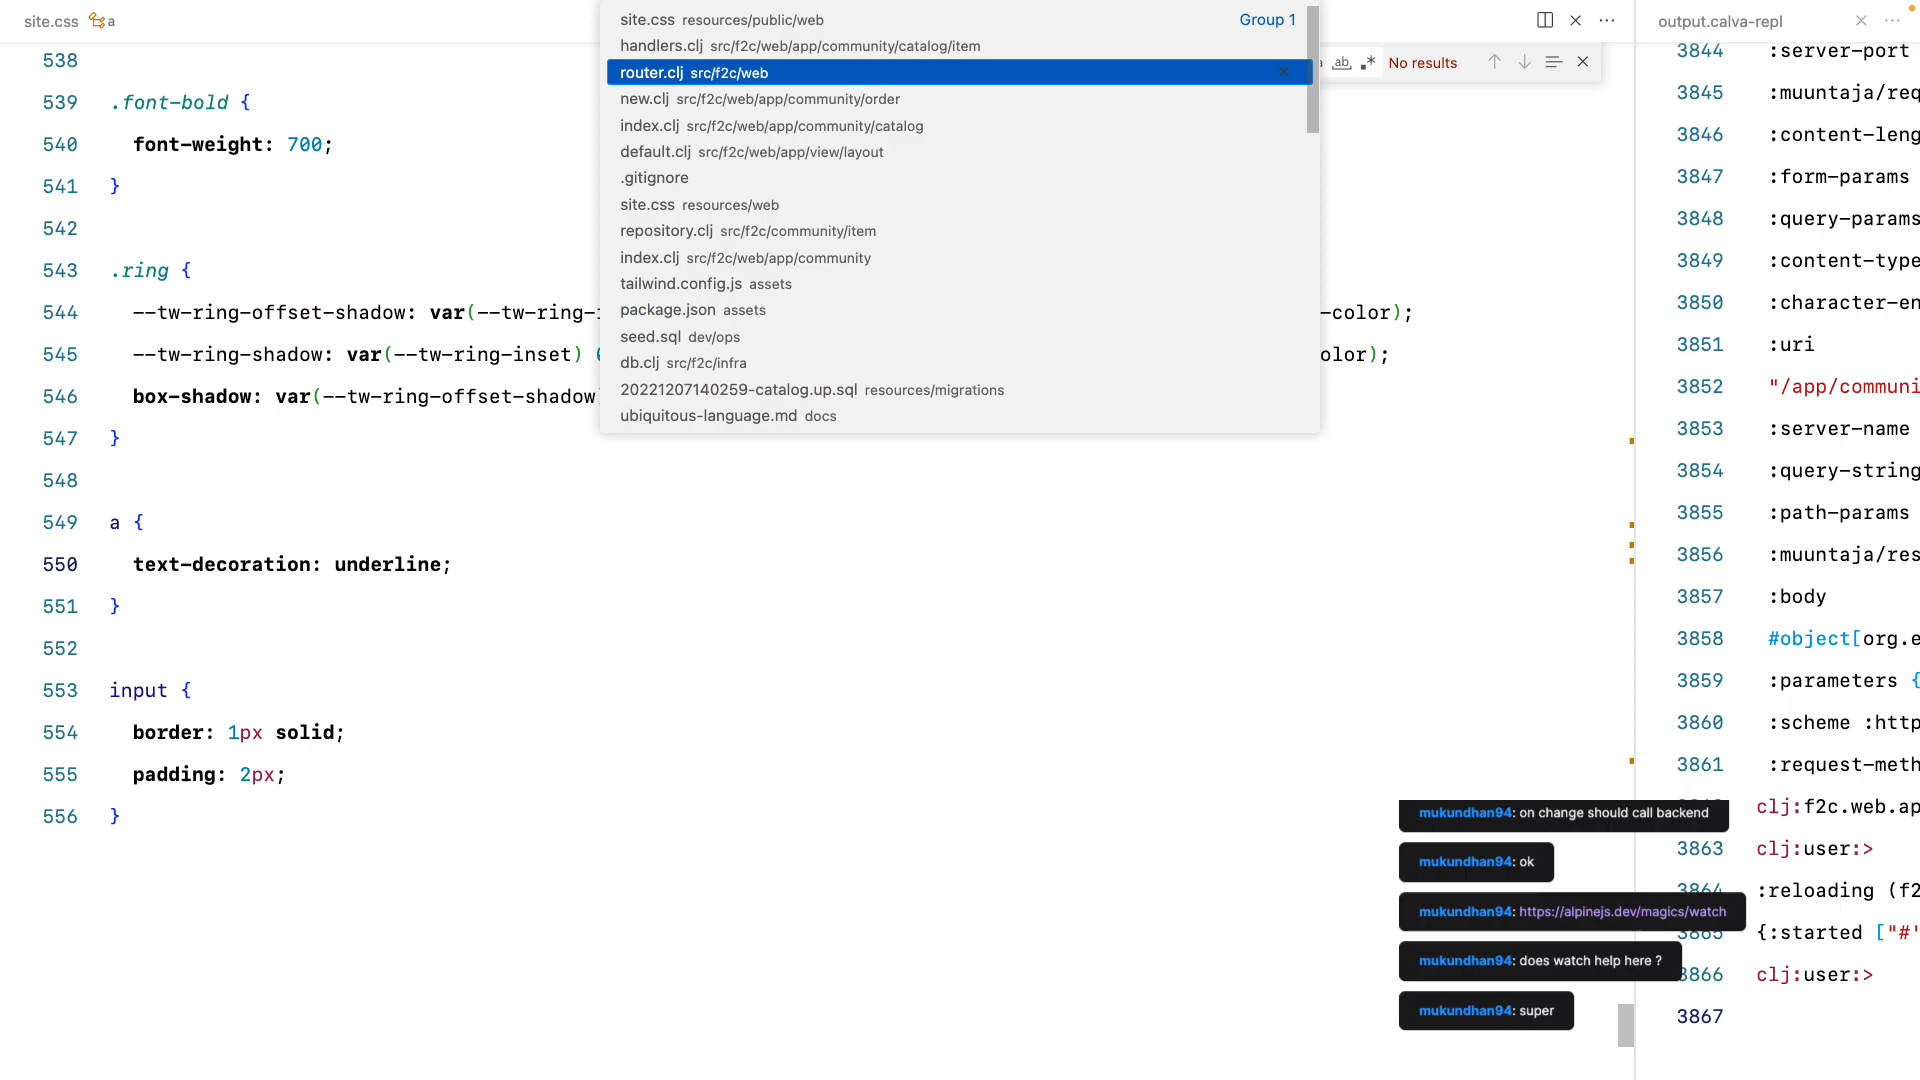 site.css a
538
539 .font-bold {
540 font-weight: 700;
541 }
542
543 .ring {
544 --tw-ring-offset-shadow: var(--tw-ring- -color);
545 --tw-ring-shadow: var(--tw-ring-inset) olor);
546 box-shadow: var(--tw-ring-offset-shadow
547 }
548
549 a {
550 text-decoration: underline;
551 }
552
553 input {
554 border: 1px solid;
555 padding: 2px;
556 }
site.css resources/public/web Group 1
handlers.clj src/f2c/web/app/community/catalog/item
router.clj src/f2c/web
new.clj src/f2c/web/app/community/order
index.clj src/f2c/web/app/community/catalog
default.clj src/f2c/web/app/view/layout
.gitignore
site.css resources/web
repository.clj src/f2c/community/item
index.clj src/f2c/web/app/community
tailwind.config.js assets
package.json assets
seed.sql dev/ops
db.clj src/f2c/infra
20221207140259-catalog.up.sql resources/migrations
ubiquitous-language.md docs
ab No results
output.calva-repl
3844 :server-port
3845 :muuntaja/req
3846 :content-leng
3847 :form-params
3848 :query-params
3849 :content-type
3850 :character-en
3851 :uri
3852 "/app/communi
3853 :server-name
3854 :query-string
3855 :path-params
3856 :muuntaja/res
3857 :body
3858 #object[org.e
3859 :parameters {
3860 :scheme :http
3861 :request-meth
clj:f2c.web.ap
3863 clj:user:>
3864 :reloading (f2
3865 {:started ["#'
3866 clj:user:>
3867
mukundhan94: on change should call backend
mukundhan94: ok
mukundhan94: https://alpinejs.dev/magics/watch
mukundhan94: does watch help here ?
mukundhan94: super